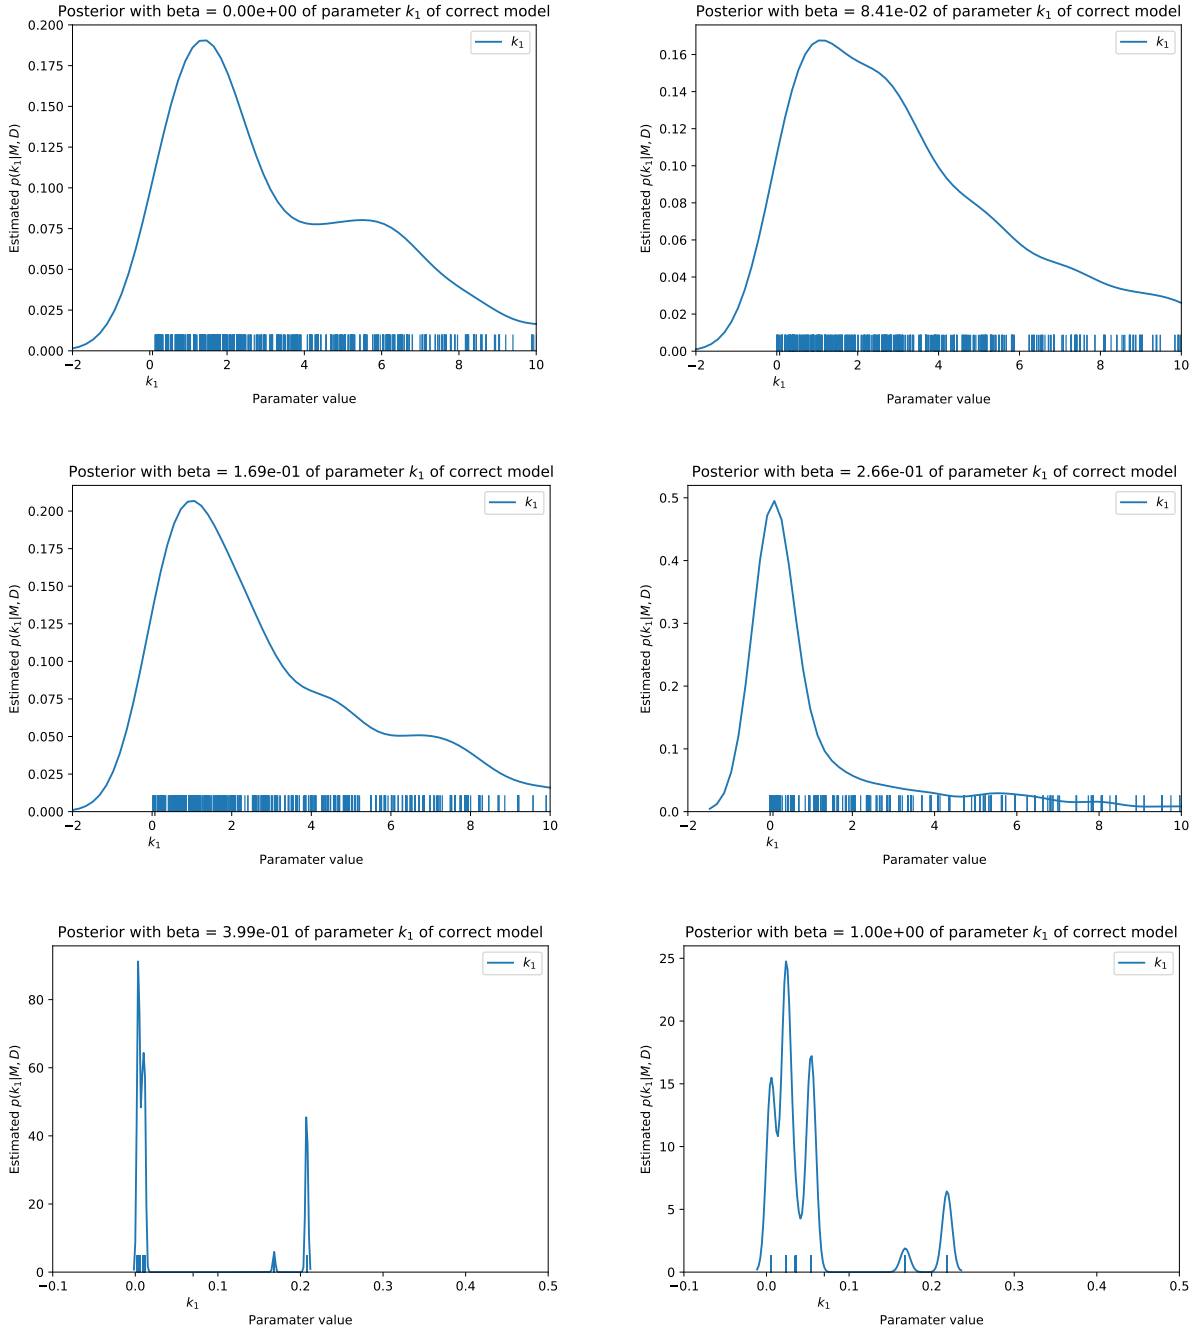 Posterior with beta = 0.00e+00 of parameter k₁ of correct model
k₁
Estimated p(k₁|M, D)
0.200
0.175
0.150
0.125
0.100
0.075
0.050
0.025
0.000
−2 0 2 4 6 8 10
k₁
Paramater value
Posterior with beta = 8.41e-02 of parameter k₁ of correct model
k₁
Estimated p(k₁|M, D)
0.16
0.14
0.12
0.10
0.08
0.06
0.04
0.02
0.00
−2 0 2 4 6 8 10
k₁
Paramater value
Posterior with beta = 1.69e-01 of parameter k₁ of correct model
k₁
Estimated p(k₁|M, D)
0.200
0.175
0.150
0.125
0.100
0.075
0.050
0.025
0.000
−2 0 2 4 6 8 10
k₁
Paramater value
Posterior with beta = 2.66e-01 of parameter k₁ of correct model
k₁
Estimated p(k₁|M, D)
0.5
0.4
0.3
0.2
0.1
0.0
−2 0 2 4 6 8 10
k₁
Paramater value
Posterior with beta = 3.99e-01 of parameter k₁ of correct model
k₁
Estimated p(k₁|M, D)
80
60
40
20
0
−0.1 0.0 0.1 0.2 0.3 0.4 0.5
k₁
Paramater value
Posterior with beta = 1.00e+00 of parameter k₁ of correct model
k₁
Estimated p(k₁|M, D)
25
20
15
10
5
0
−0.1 0.0 0.1 0.2 0.3 0.4 0.5
k₁
Paramater value